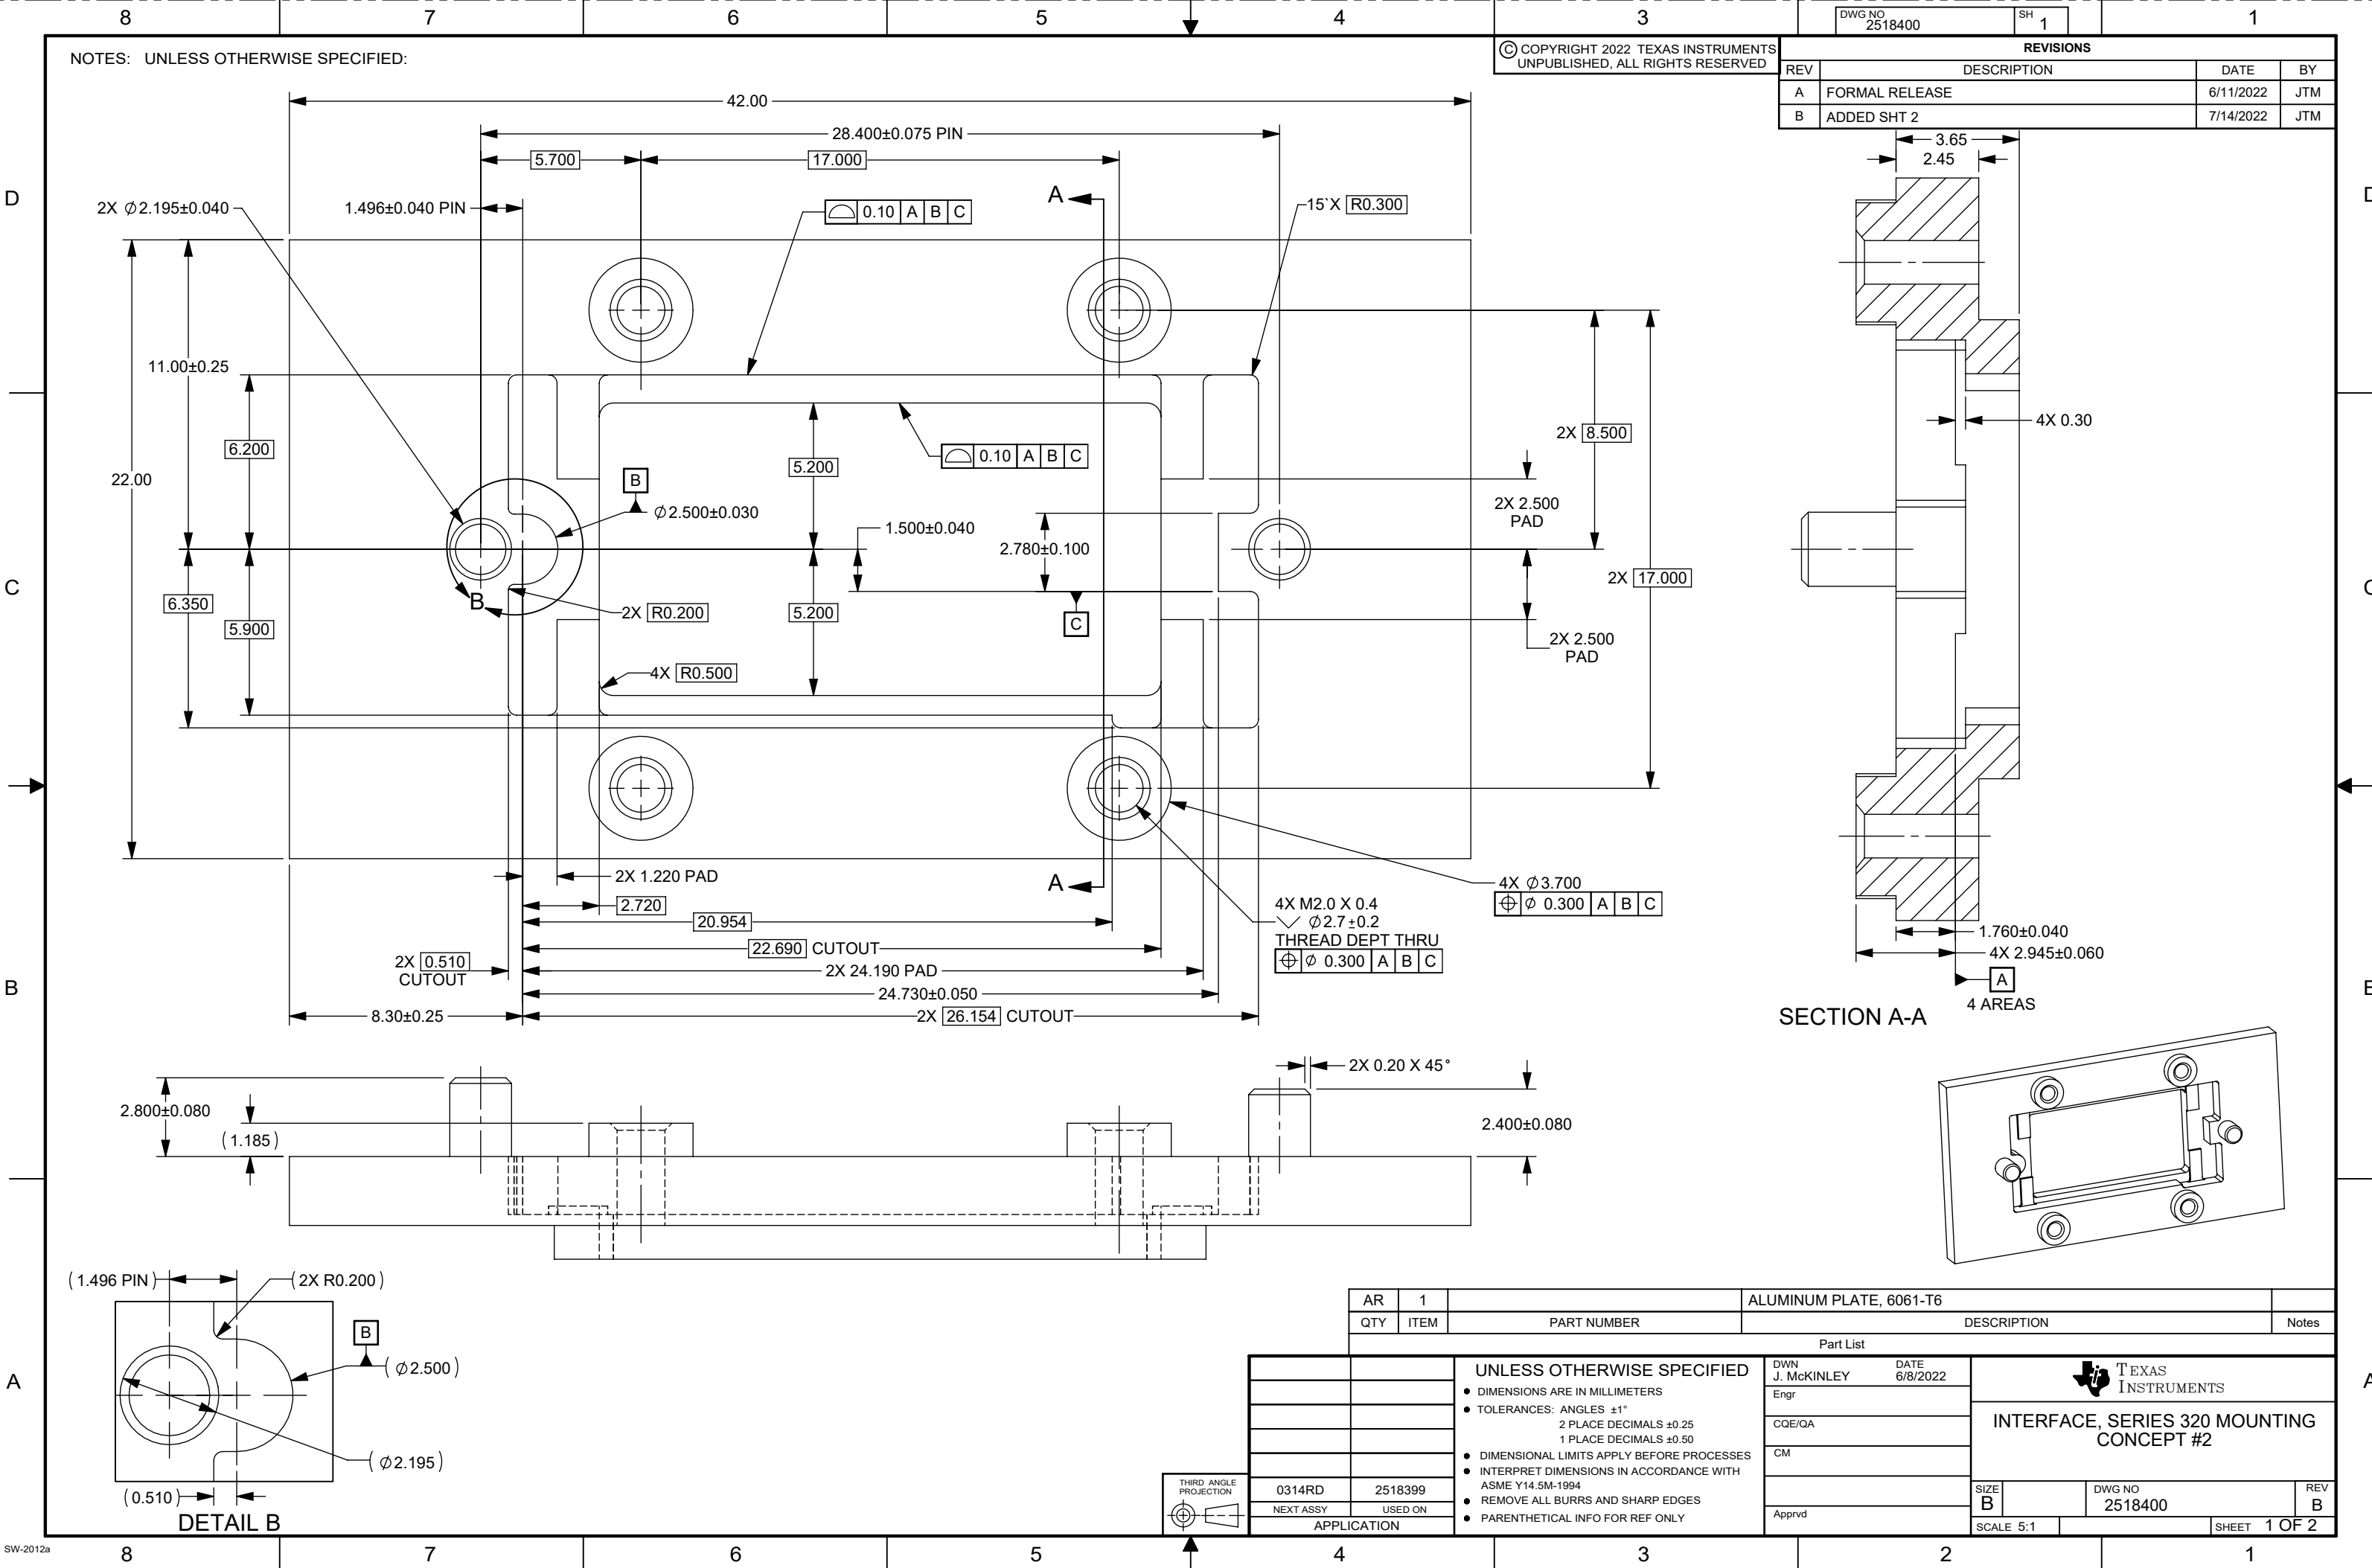 8 7 6 5 4 3 1
DWG NO
2518400
SH
1
NOTES: UNLESS OTHERWISE SPECIFIED:
© COPYRIGHT 2022 TEXAS INSTRUMENTS
UNPUBLISHED, ALL RIGHTS RESERVED
REVISIONS
REV DESCRIPTION DATE BY
A FORMAL RELEASE 6/11/2022 JTM
B ADDED SHT 2 7/14/2022 JTM
42.00
28.400±0.075 PIN
5.700
17.000
3.65
2.45
D
D
2X ∅2.195±0.040
1.496±0.040 PIN
⌓ 0.10 A B C
A
15`X R0.300
11.00±0.25
6.200
22.00
5.200
⌓ 0.10 A B C
2X 8.500
4X 0.30
B
∅2.500±0.030
1.500±0.040
2.780±0.100
2X 2.500
PAD
C
C
6.350
5.900
B
2X R0.200
5.200
C
2X 17.000
2X 2.500
PAD
4X R0.500
2X 1.220 PAD
A
2.720
20.954
22.690 CUTOUT
2X 0.510
CUTOUT
2X 24.190 PAD
24.730±0.050
8.30±0.25
2X 26.154 CUTOUT
4X M2.0 X 0.4
⌵ ∅2.7±0.2
THREAD DEPT THRU
⌖ ∅ 0.300 A B C
4X ∅3.700
⌖ ∅ 0.300 A B C
1.760±0.040
4X 2.945±0.060
A
4 AREAS
SECTION A-A
B
B
2.800±0.080
(1.185)
2X 0.20 X 45°
2.400±0.080
(1.496 PIN)
(2X R0.200)
B
(∅2.500)
(∅2.195)
(0.510)
DETAIL B
A
A
AR 1 ALUMINUM PLATE, 6061-T6
QTY ITEM PART NUMBER DESCRIPTION Notes
Part List
THIRD ANGLE
PROJECTION
0314RD 2518399
NEXT ASSY USED ON
APPLICATION
UNLESS OTHERWISE SPECIFIED
● DIMENSIONS ARE IN MILLIMETERS
● TOLERANCES: ANGLES ±1°
2 PLACE DECIMALS ±0.25
1 PLACE DECIMALS ±0.50
● DIMENSIONAL LIMITS APPLY BEFORE PROCESSES
● INTERPRET DIMENSIONS IN ACCORDANCE WITH
ASME Y14.5M-1994
● REMOVE ALL BURRS AND SHARP EDGES
● PARENTHETICAL INFO FOR REF ONLY
DWN DATE
J. McKINLEY 6/8/2022
Engr
CQE/QA
CM
Apprvd
TEXAS
INSTRUMENTS
INTERFACE, SERIES 320 MOUNTING
CONCEPT #2
SIZE
B
DWG NO
2518400
REV
B
SCALE 5:1
SHEET 1 OF 2
SW-2012a
8 7 6 5 4 3 2 1